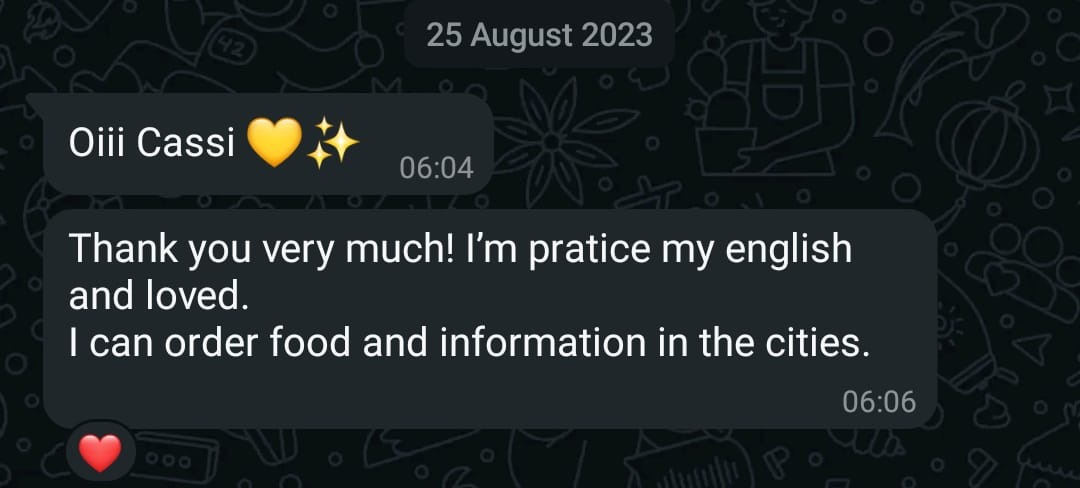 25 August 2023
Oiii Cassi 💛✨
06:04
Thank you very much! I’m pratice my english
and loved.
I can order food and information in the cities.
06:06